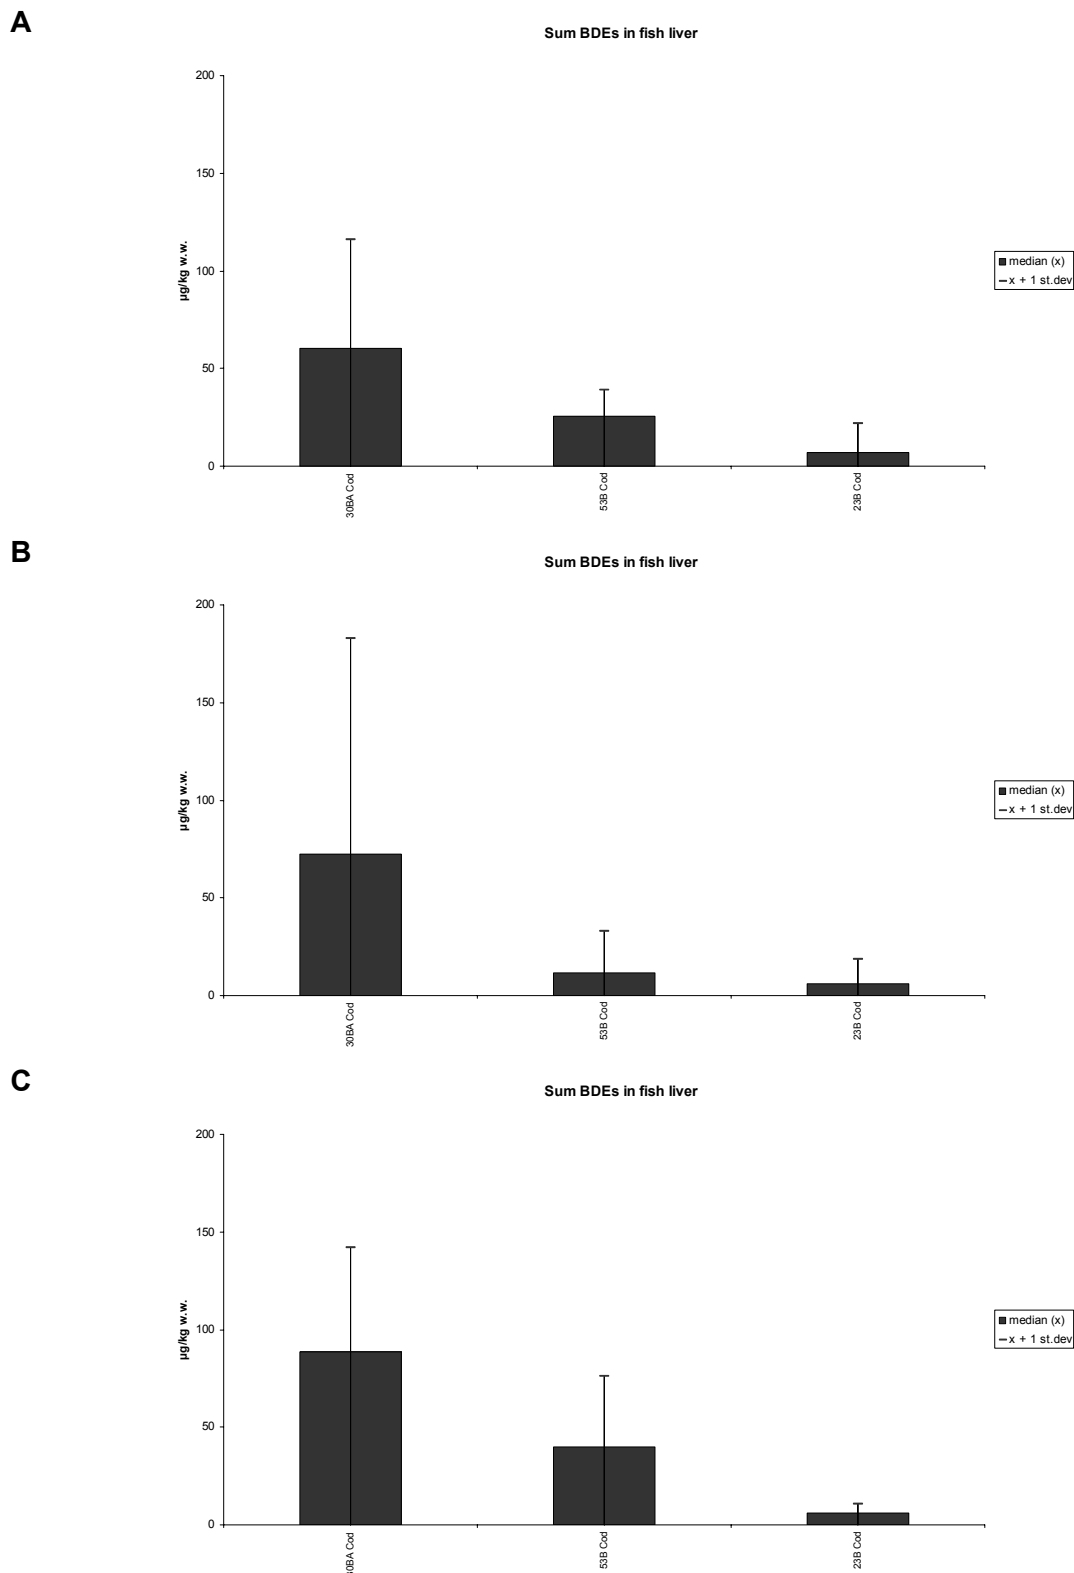 A
Sum BDEs in fish liver
200
150
100
50
0
µg/kg w.w.
30BA Cod
53B Cod
23B Cod
median (x)
x + 1 st.dev
B
Sum BDEs in fish liver
200
150
100
50
0
µg/kg w.w.
30BA Cod
53B Cod
23B Cod
median (x)
x + 1 st.dev
C
Sum BDEs in fish liver
200
150
100
50
0
µg/kg w.w.
30BA Cod
53B Cod
23B Cod
median (x)
x + 1 st.dev